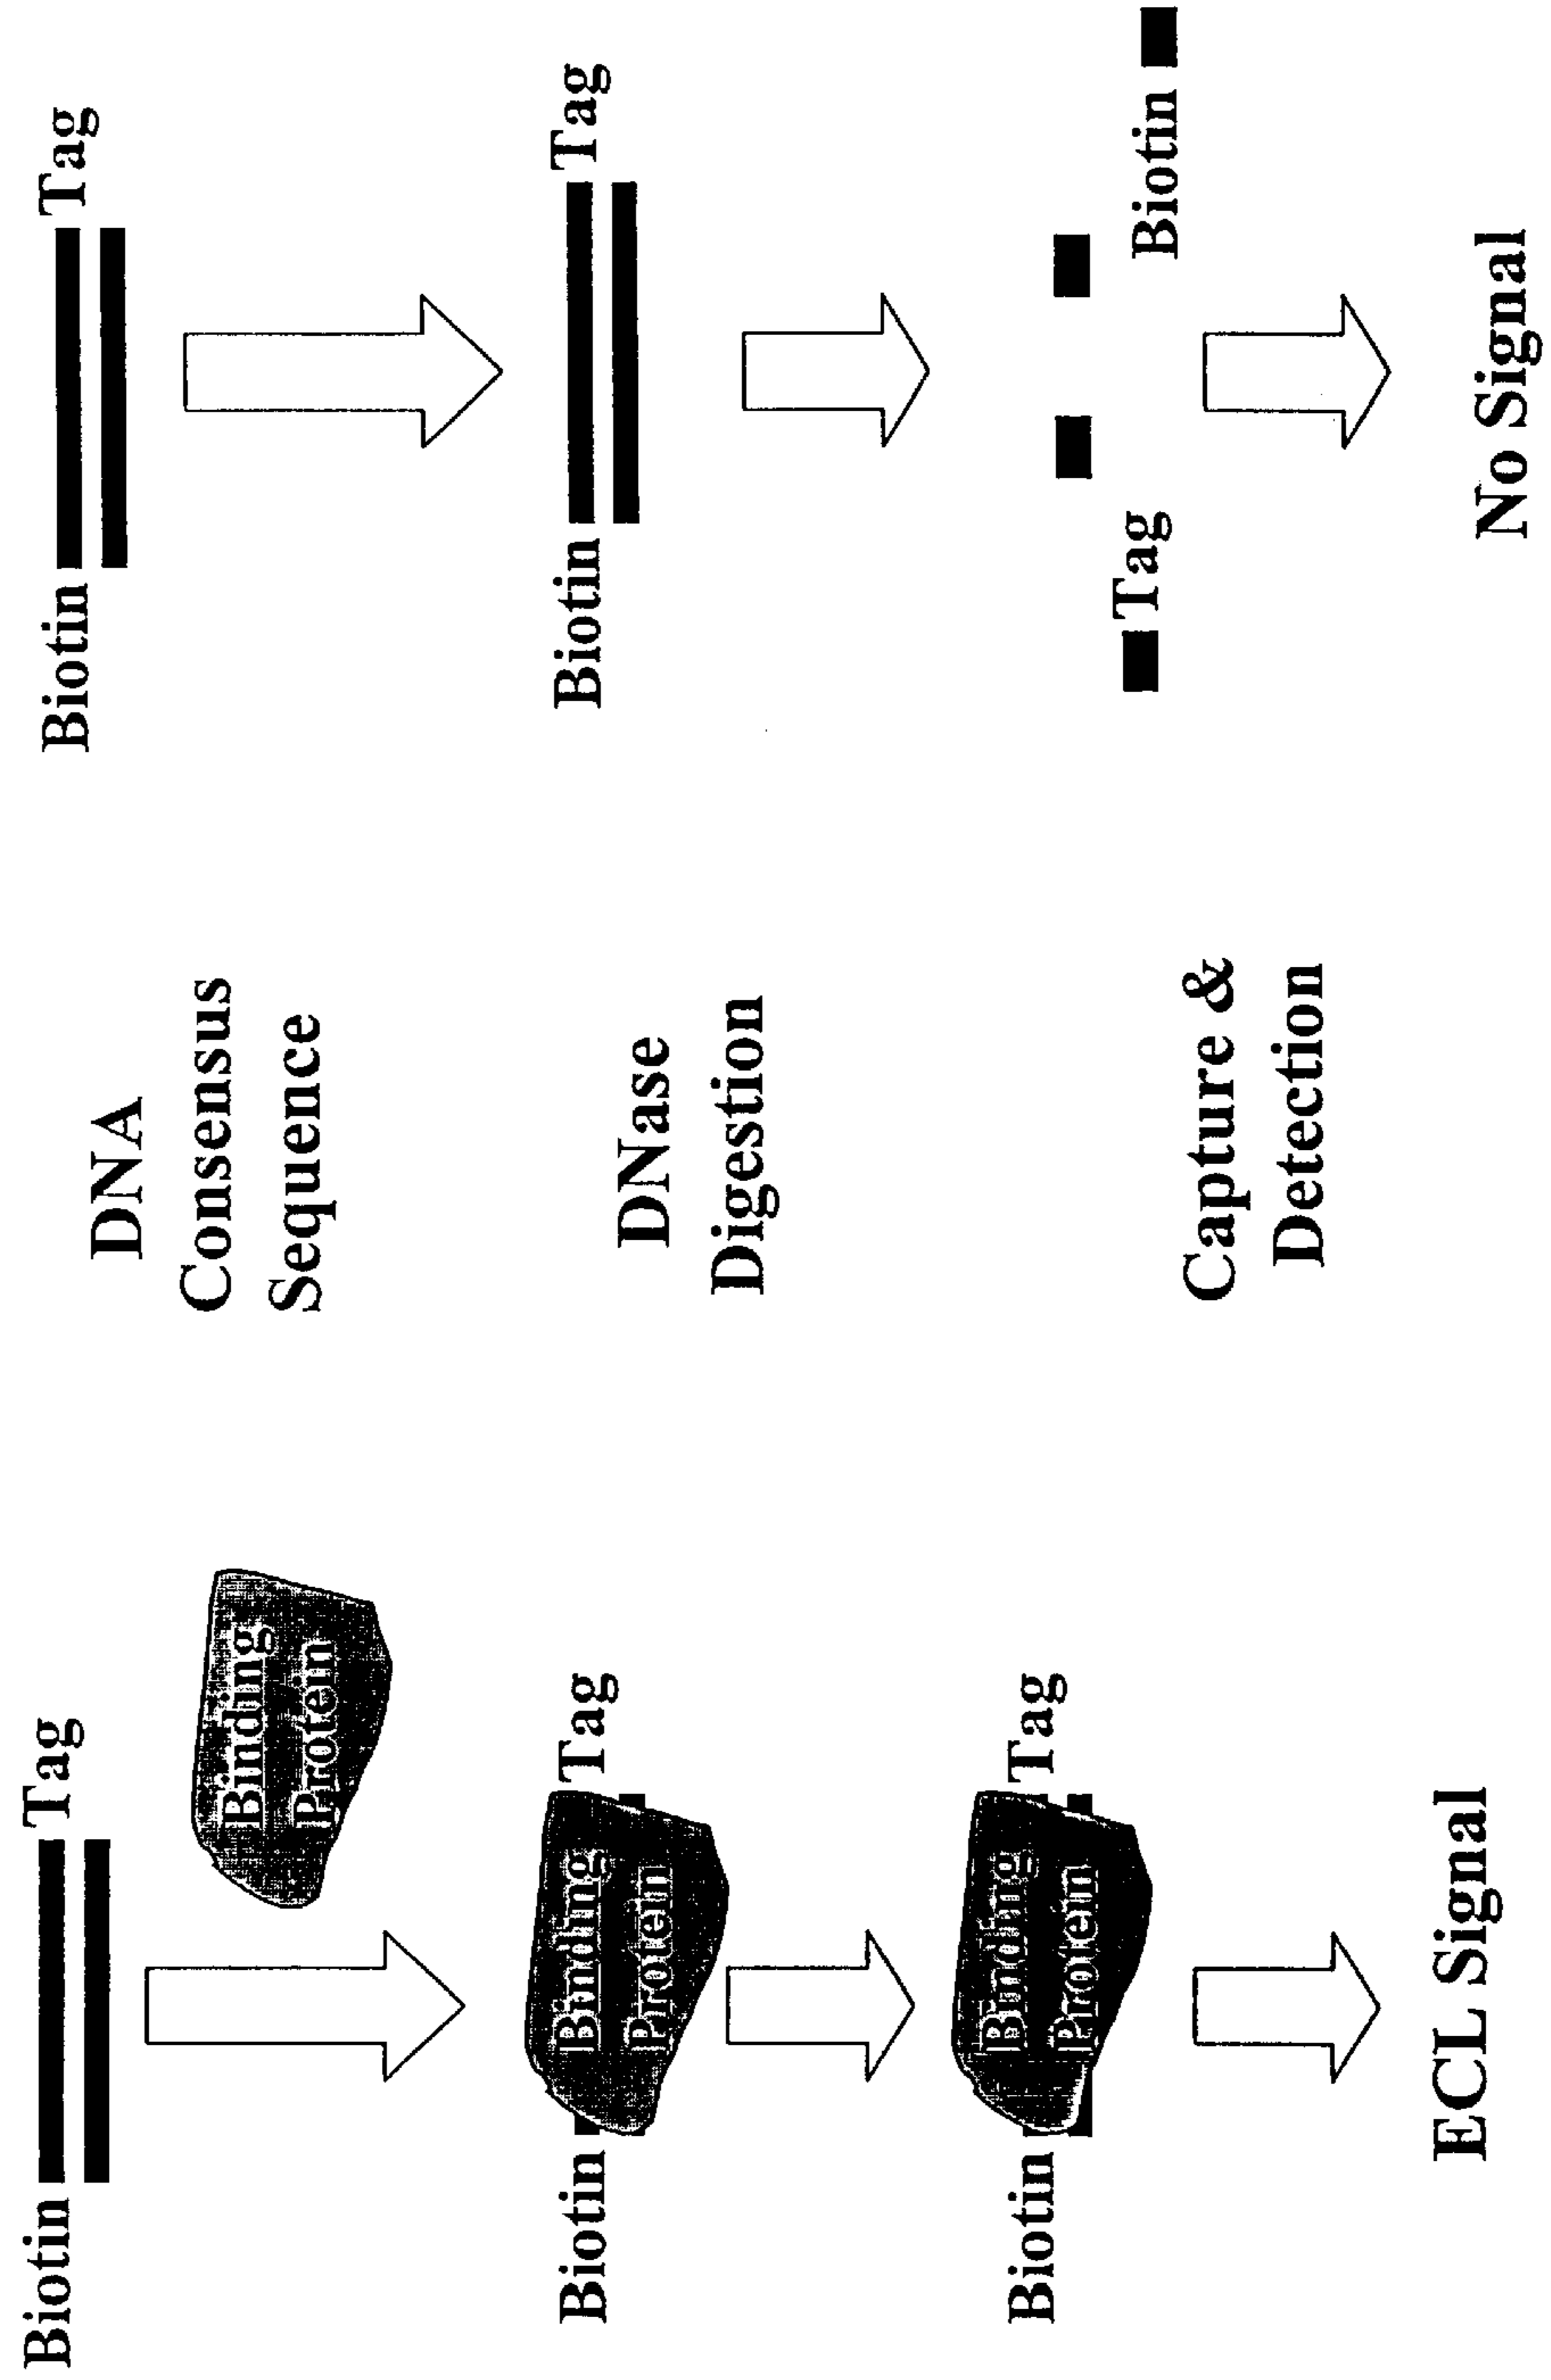 Biotin Tag
Binding
Protein
Biotin Tag
Binding
Protein
Biotin Tag
Binding
Protein
ECL Signal
DNA
Consensus
Sequence
DNase
Digestion
Capture &
Detection
Biotin Tag
Biotin Tag
Tag
Biotin
No Signal